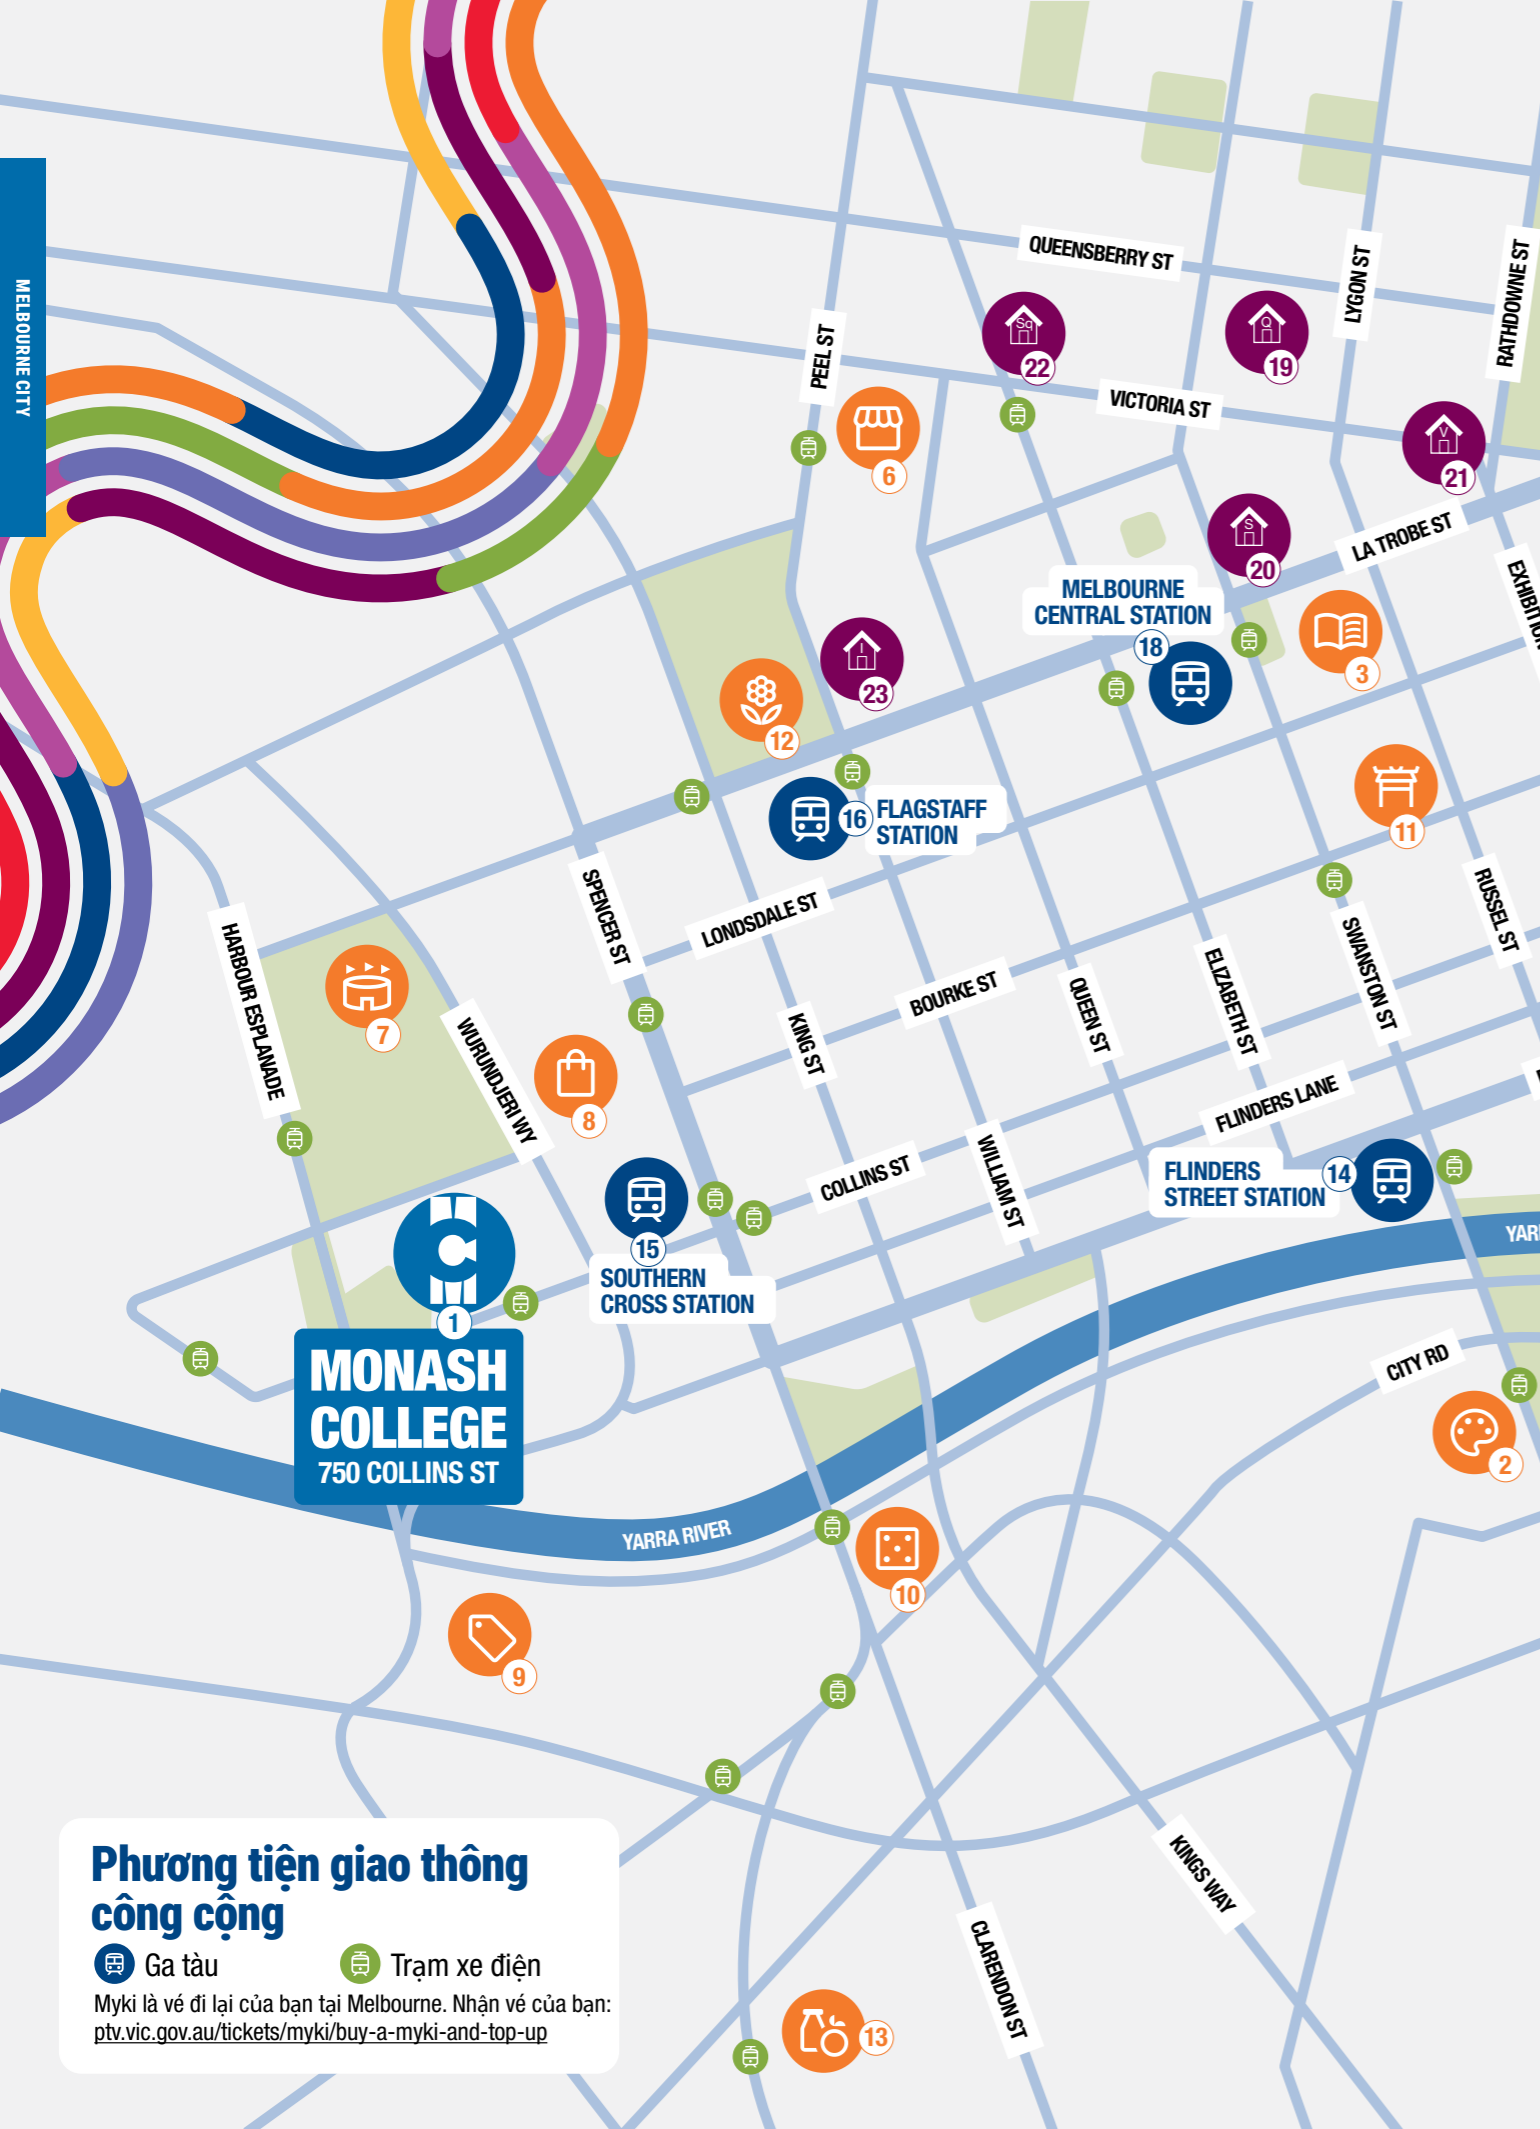 MELBOURNE CITY
QUEENSBERRY ST
LYGON ST
RATHDOWNE ST
PEEL ST
Sq
22
Q
19
VICTORIA ST
6
V
21
S
20
LA TROBE ST
MELBOURNE
CENTRAL STATION
18
3
I
23
12
16
FLAGSTAFF
STATION
11
SPENCER ST
LONDSDALE ST
RUSSEL ST
HARBOUR ESPLANADE
7
WURUNDJERI WY
8
BOURKE ST
KING ST
QUEEN ST
ELIZABETH ST
SWANSTON ST
FLINDERS LANE
COLLINS ST
WILLIAM ST
FLINDERS
STREET STATION
14
15
SOUTHERN
CROSS STATION
1
MONASH
COLLEGE
750 COLLINS ST
CITY RD
2
YARRA RIVER
10
9
KINGS WAY
CLARENDON ST
13
Phương tiện giao thông
công cộng
Ga tàu
Trạm xe điện
Myki là vé đi lại của bạn tại Melbourne. Nhận vé của bạn:
ptv.vic.gov.au/tickets/myki/buy-a-myki-and-top-up